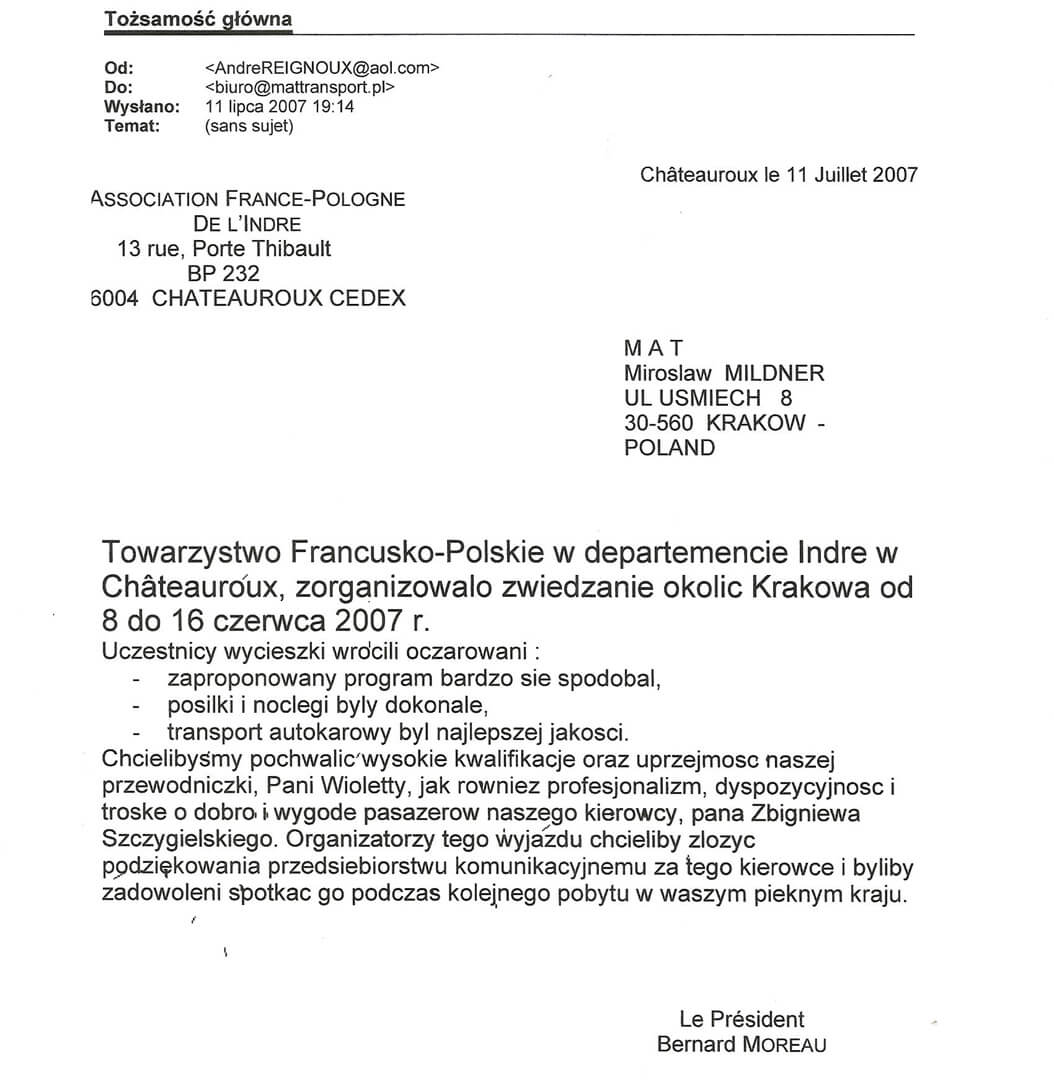 Tożsamość główna
Od: <AndreREIGNOUX@aol.com>
Do: <biuro@mattransport.pl>
Wysłano: 11 lipca 2007 19:14
Temat: (sans sujet)
Châteauroux le 11 Juillet 2007
ASSOCIATION FRANCE-POLOGNE
DE L'INDRE
13 rue, Porte Thibault
BP 232
6004 CHATEAUROUX CEDEX
M A T
Miroslaw MILDNER
UL USMIECH 8
30-560 KRAKOW -
POLAND
Towarzystwo Francusko-Polskie w departemencie Indre w
Châteauroux, zorganizowalo zwiedzanie okolic Krakowa od
8 do 16 czerwca 2007 r.
Uczestnicy wycieszki wrócili oczarowani :
- zaproponowany program bardzo sie spodobal,
- posilki i noclegi byly dokonale,
- transport autokarowy byl najlepszej jakosci.
Chcielibyśmy pochwalic wysokie kwalifikacje oraz uprzejmosc naszej
przewodniczki, Pani Wioletty, jak rowniez profesjonalizm, dyspozycyjnosc i
troske o dobro i wygode pasazerow naszego kierowcy, pana Zbigniewa
Szczygielskiego. Organizatorzy tego wyjazdu chcieliby zlozyc
podziękowania przedsiebiorstwu komunikacyjnemu za tego kierowce i byliby
zadowoleni spotkac go podczas kolejnego pobytu w waszym pieknym kraju.
Le Président
Bernard MOREAU